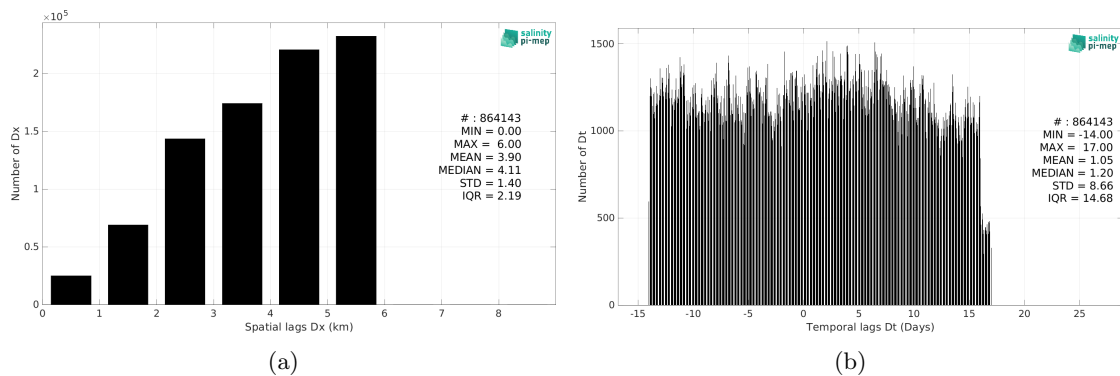 ×10⁵
salinity
pi-mep
2
1.5
1
0.5
0
Number of Dx
# : 864143
MIN = 0.00
MAX = 6.00
MEAN = 3.90
MEDIAN = 4.11
STD = 1.40
IQR = 2.19
0 1 2 3 4 5 6 7 8
Spatial lags Dx (km)
(a)
salinity
pi-mep
1500
1000
500
0
Number of Dt
# : 864143
MIN = -14.00
MAX = 17.00
MEAN = 1.05
MEDIAN = 1.20
STD = 8.66
IQR = 14.68
-15 -10 -5 0 5 10 15 20 25
Temporal lags Dt (Days)
(b)